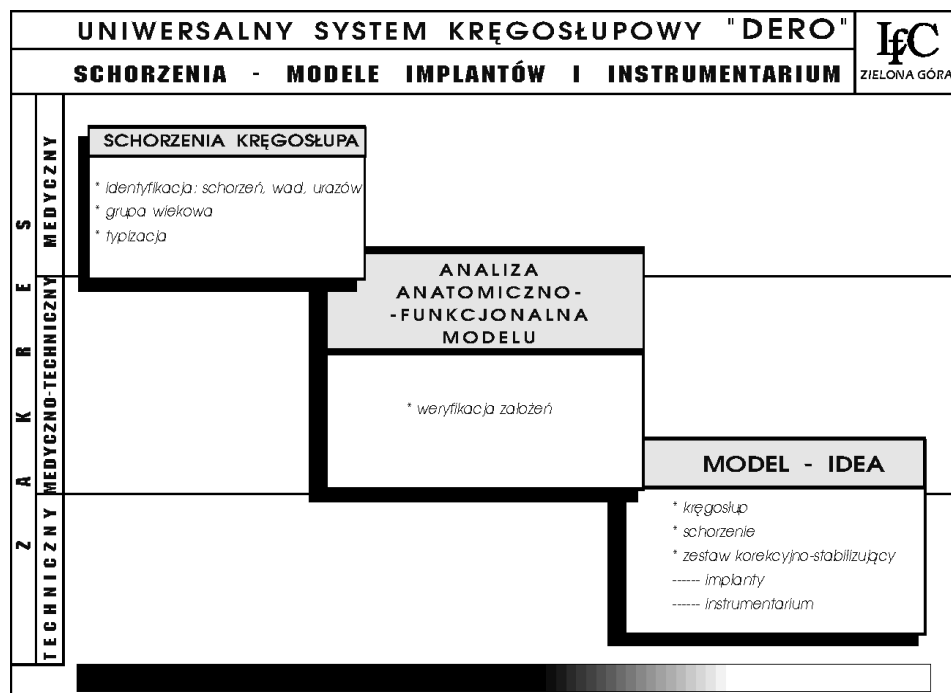 UNIWERSALNY SYSTEM KRĘGOSŁUPOWY "DERO"
IfC
ZIELONA GÓRA
SCHORZENIA - MODELE IMPLANTÓW I INSTRUMENTARIUM
ZAKRES
MEDYCZNY
SCHORZENIA KRĘGOSŁUPA
* identyfikacja: schorzeń, wad, urazów
* grupa wiekowa
* typizacja
MEDYCZNO-TECHNICZNY
ANALIZA
ANATOMICZNO-
-FUNKCJONALNA
MODELU
* weryfikacja założeń
TECHNICZNY
MODEL - IDEA
* kręgosłup
* schorzenie
* zestaw korekcyjno-stabilizujący
------ implanty
------ instrumentarium